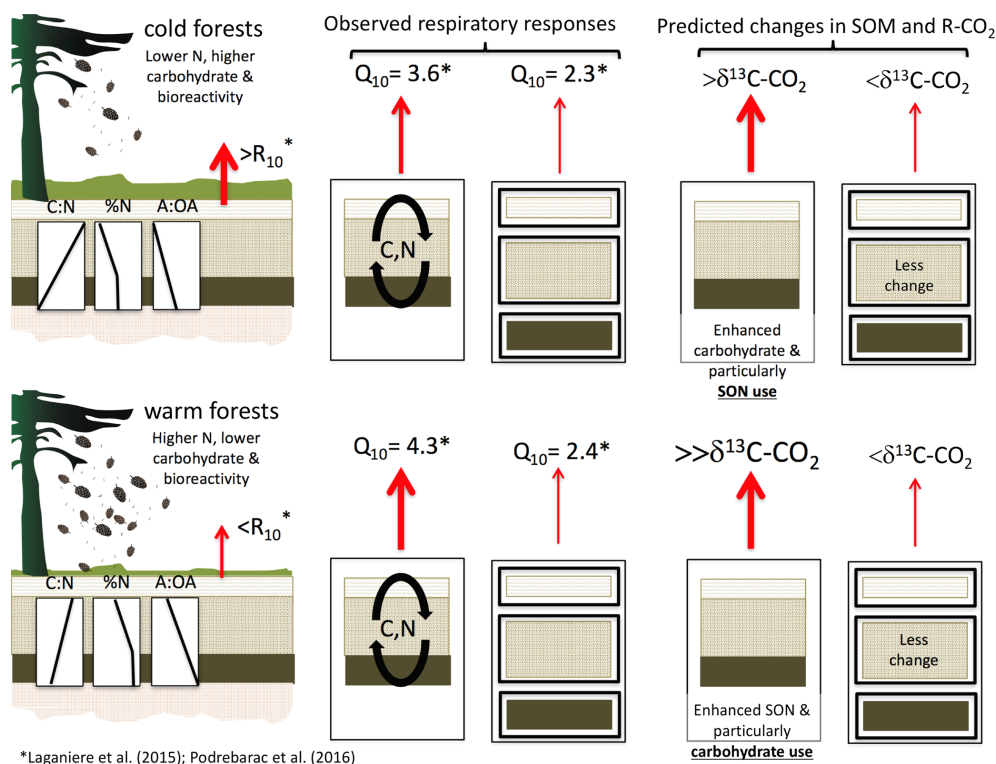 cold forests
Lower N, higher
carbohydrate &
bioreactivity
>R10*
C:N %N A:OA
Observed respiratory responses
Q10= 3.6* Q10= 2.3*
C,N
Predicted changes in SOM and R-CO2
>δ13C-CO2 <δ13C-CO2
Less
change
Enhanced
carbohydrate &
particularly
SON use
warm forests
Higher N, lower
carbohydrate &
bioreactivity
<R10*
C:N %N A:OA
Q10= 4.3* Q10= 2.4*
C,N
>>δ13C-CO2 <δ13C-CO2
Less
change
Enhanced SON &
particularly
carbohydrate use
*Laganiere et al. (2015); Podrebarac et al. (2016)